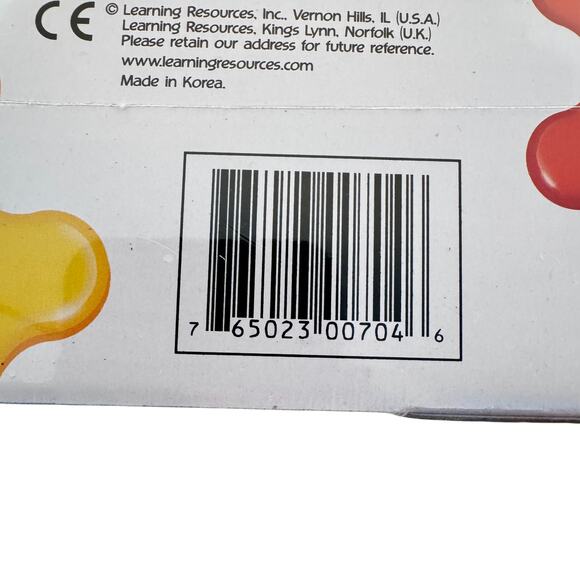 CE © Learning Resources, Inc., Vernon Hills, IL (U.S.A.)
Learning Resources, Kings Lynn, Norfolk (U.K.)
Please retain our address for future reference.
www.learningresources.com
Made in Korea.
7 65023 00704 6